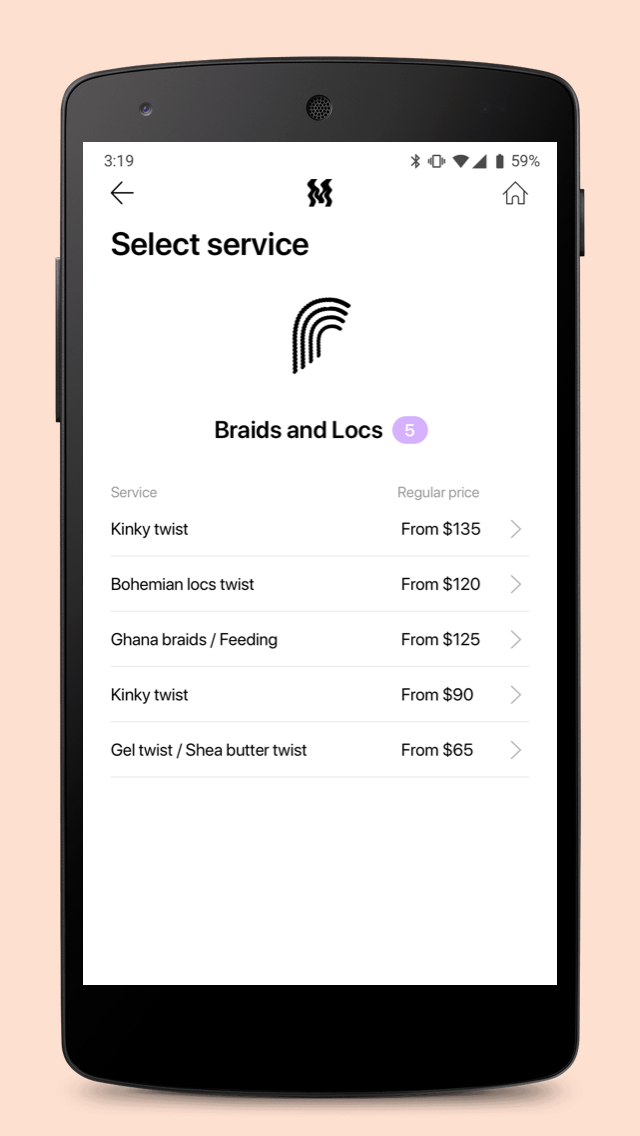 3:19 59%
Select service
Braids and Locs 5
Service Regular price
Kinky twist From $135
Bohemian locs twist From $120
Ghana braids / Feeding From $125
Kinky twist From $90
Gel twist / Shea butter twist From $65